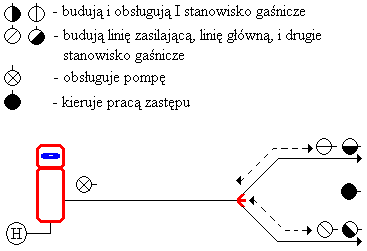 - budują i obsługują I stanowisko gaśnicze
- budują linię zasilającą, linię główną, i drugie
stanowisko gaśnicze
- obsługuje pompę
- kieruje pracą zastępu
H